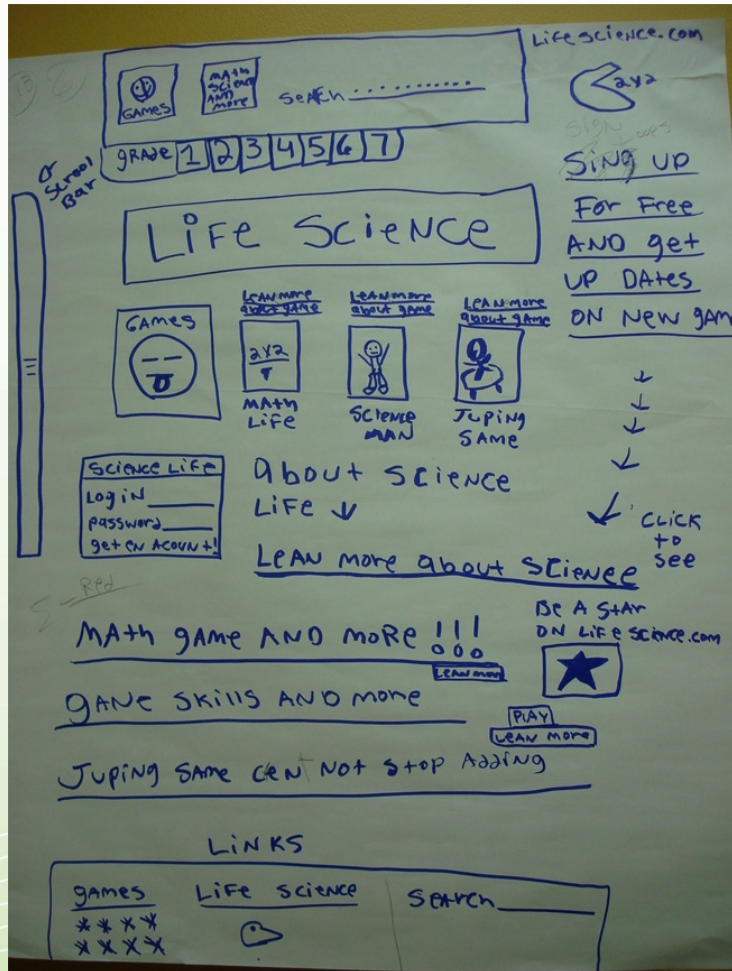 LiFe science.com
GAMES
MAth
Science
AND
more
SeArch...........
2x2
grade 1 2 3 4 5 6 7
Scrool
Bar
SiNg UP
For Free
AND get
UP DAtes
ON New gam
LiFe ScieNce
GAMES
LeAN more
about gAme
2x2
MAth
LiFe
LeAN more
about game
Science
MAN
LeAN more
about gAme
JUPiNg
SAme
Science LiFe
LogiN
password
get eN AcoUNt!
about science
LiFe
LeAN more about science
cLick
to
see
Red
Be A StAr
ON LiFe Science.com
MAth gAme AND moRe !!!
LeAN mor
gANe SkiLLS AND more
PLAY
LeAN more
JUPiNg SAme CeN Not Stop AddiNg
LiNKS
gAmes
LiFe Science
SeArch